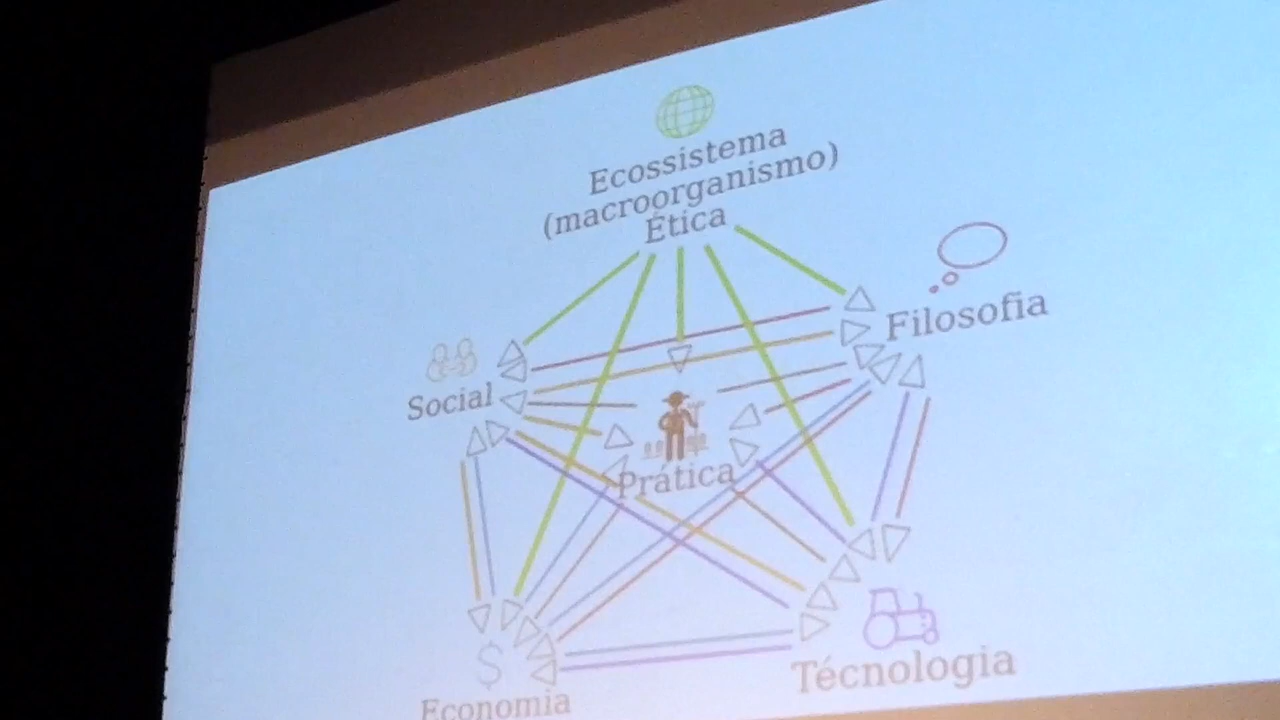 Ecossistema
(macroorganismo)
Ética
Filosofia
Social
Prática
$
Técnologia
Economia